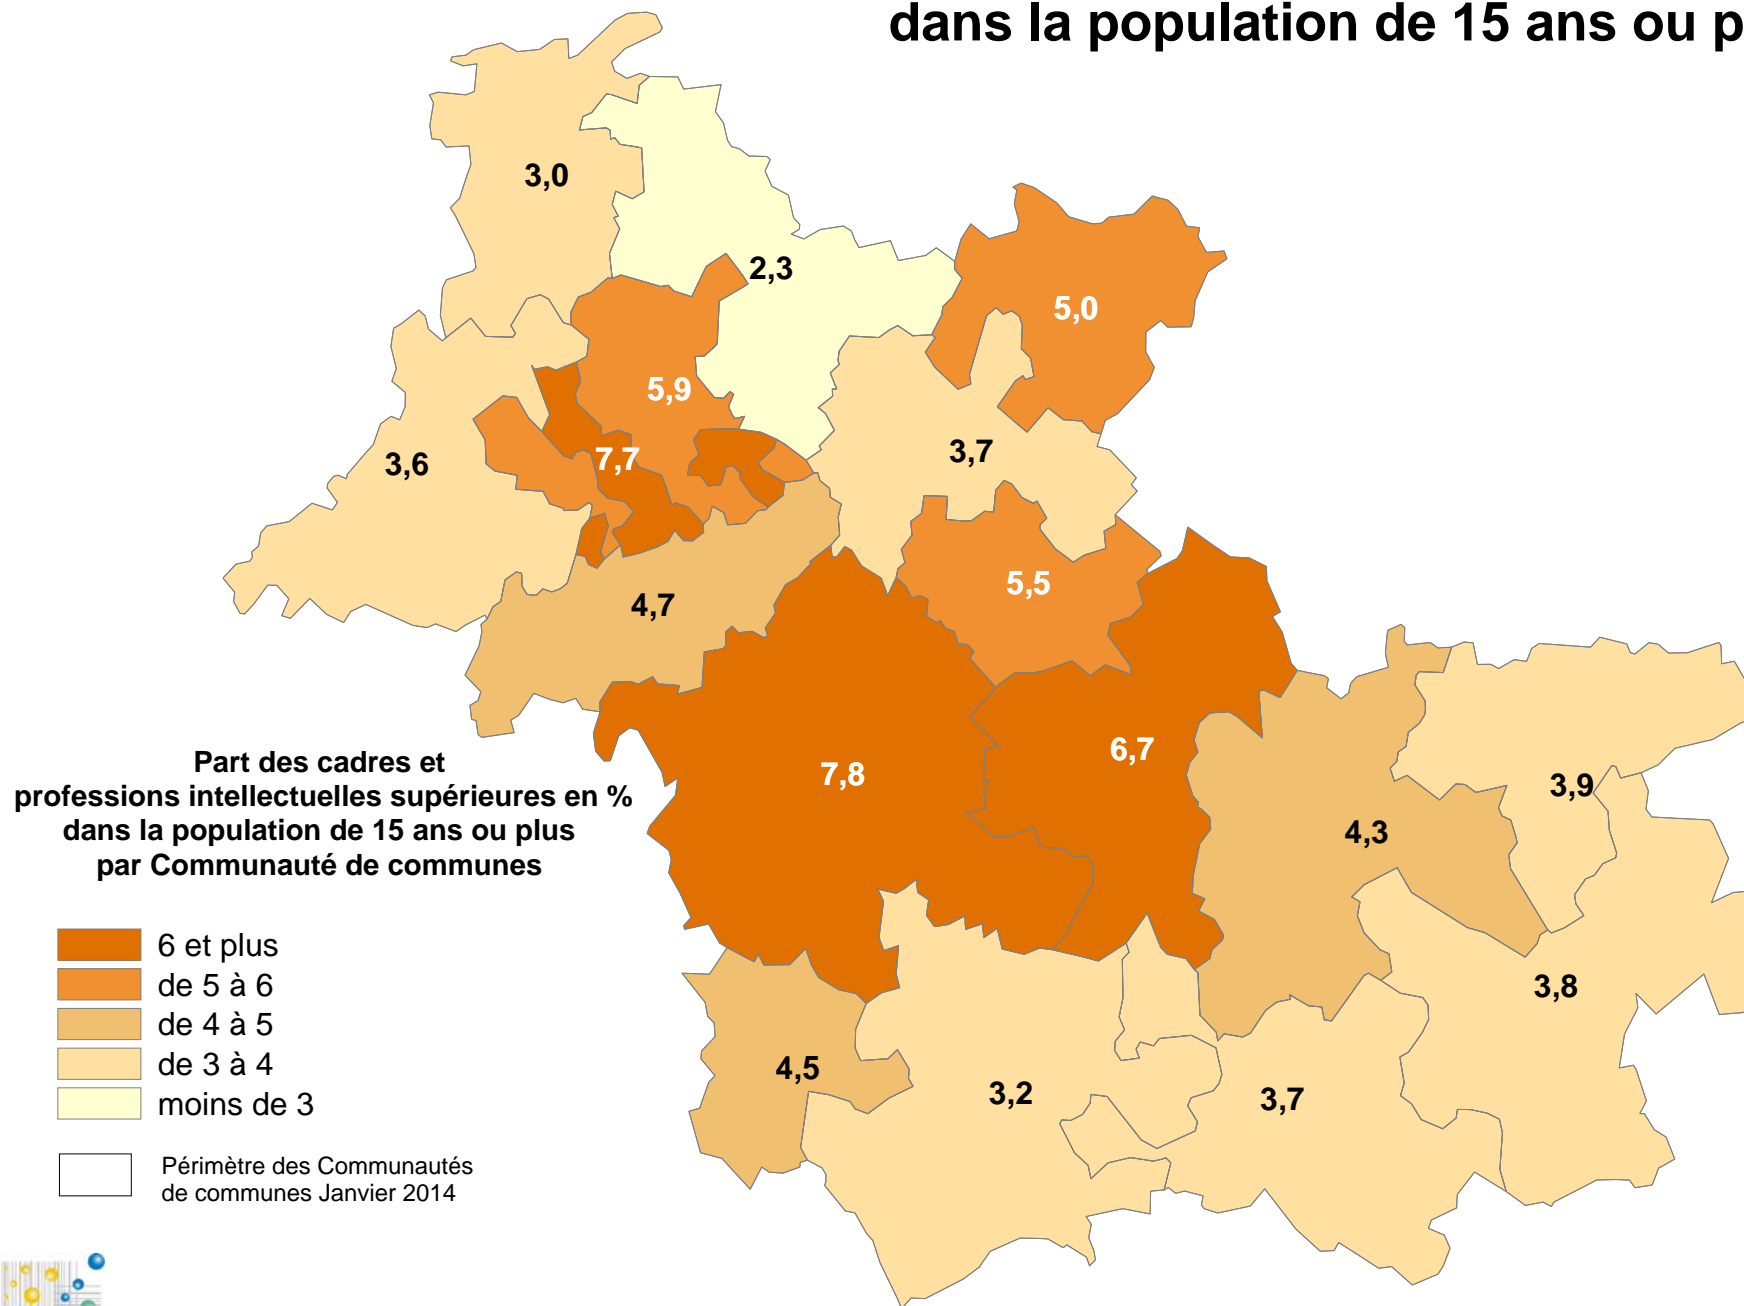 dans la population de 15 ans ou p
3,0
2,3
5,0
5,9
3,7
3,6
7,7
5,5
4,7
6,7
7,8
3,9
4,3
3,8
4,5
3,2
3,7
Part des cadres et
professions intellectuelles supérieures en %
dans la population de 15 ans ou plus
par Communauté de communes
6 et plus
de 5 à 6
de 4 à 5
de 3 à 4
moins de 3
Périmètre des Communautés
de communes Janvier 2014